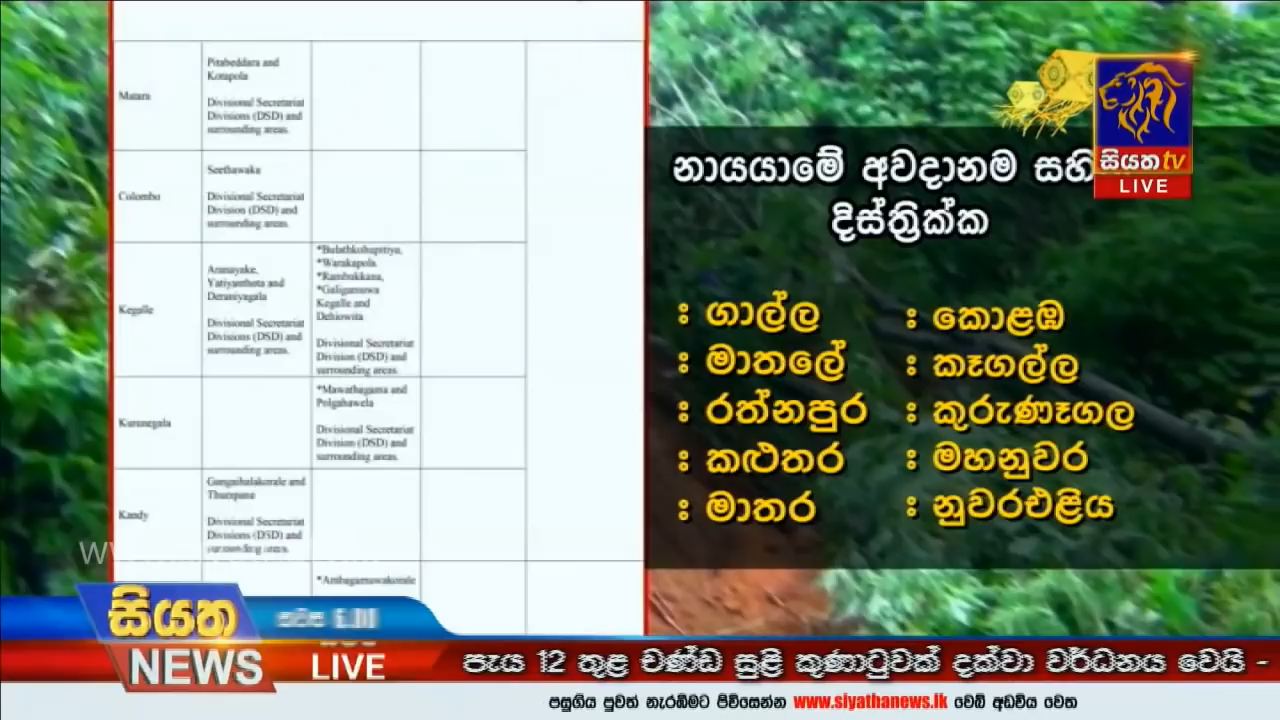 Pitabeddara and
Kotapola
Matara
Divisional Secretariat
Divisions (DSD) and
surrounding areas.
Seethawaka
Colombo
Divisional Secretariat
Division (DSD) and
surrounding areas.
*Bulathkohupitiya,
*Warakapola
*Rambukkana,
*Galigamuwa
Kegalle and
Dehiowita
Divisional Secretariat
Division (DSD) and
surrounding areas.
Aranayake,
Yatiyanthota and
Deraniyagala
Kegalle
Divisional Secretariat
Divisions (DSD) and
surrounding areas.
*Mawathagama and
Polgahawela
Kurunegala
Divisional Secretariat
Division (DSD) and
surrounding areas.
Gangaihalakorale and
Thumpane
Kandy
Divisional Secretariat
Divisions (DSD) and
surrounding areas.
*Ambagamuwakorale
සියත tv
LIVE
නායයාමේ අවදානම
දිස්ත්‍රික්ක
: ගාල්ල : කොළඹ
: මාතලේ : කෑගල්ල
: රත්නපුර : කුරුණෑගල
: කළුතර : මහනුවර
: මාතර : නුවරඑළිය
සියත
NEWS
LIVE
පැය 12 තුළ චණ්ඩ සුළි කුණාටුවක් දක්වා වර්ධනය වෙයි -
පසුගිය පුවත් නැරඹීමට පිවිසෙන්න www.siyathanews.lk වෙබ් අඩවිය වෙත